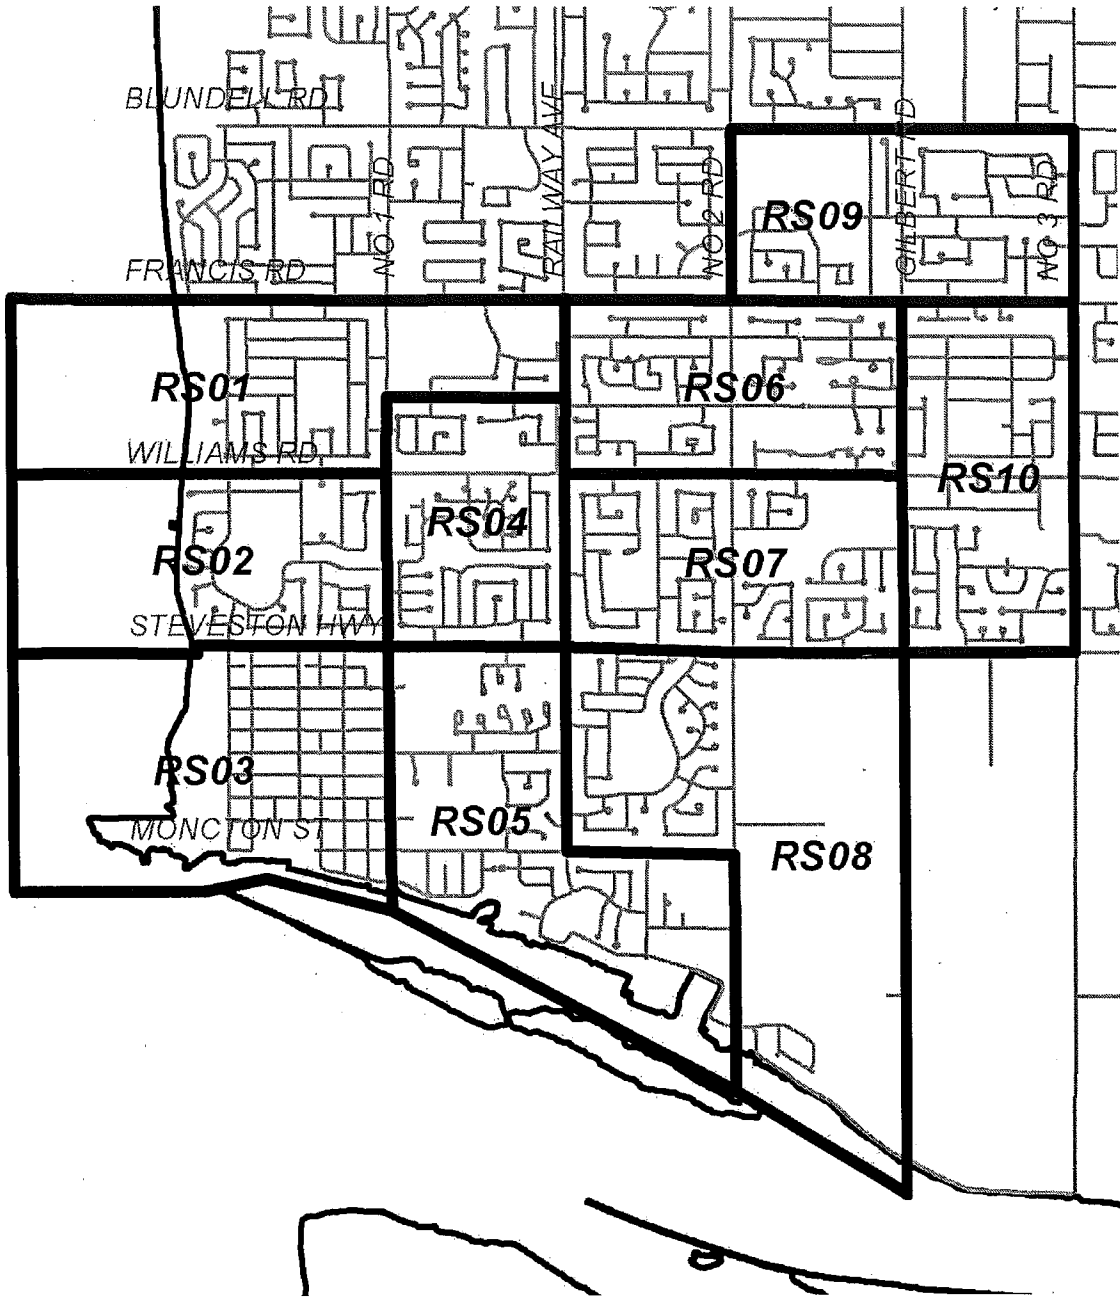 BLUNDELL RD
NO 1 RD
RAILWAY AVE
NO 2 RD
GILBERT RD
NO 3 RD
RS09
FRANCIS RD
RS01
RS06
WILLIAMS RD
RS10
RS04
RS02
RS07
STEVESTON HWY
RS03
RS05
MONCTON ST
RS08